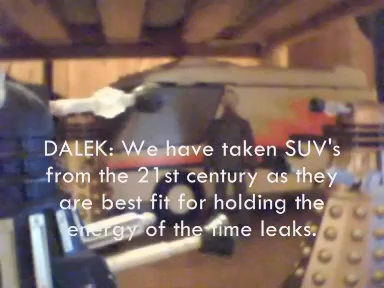 DALEK: We have taken SUV's
from the 21st century as they
are best fit for holding the
energy of the time leaks.